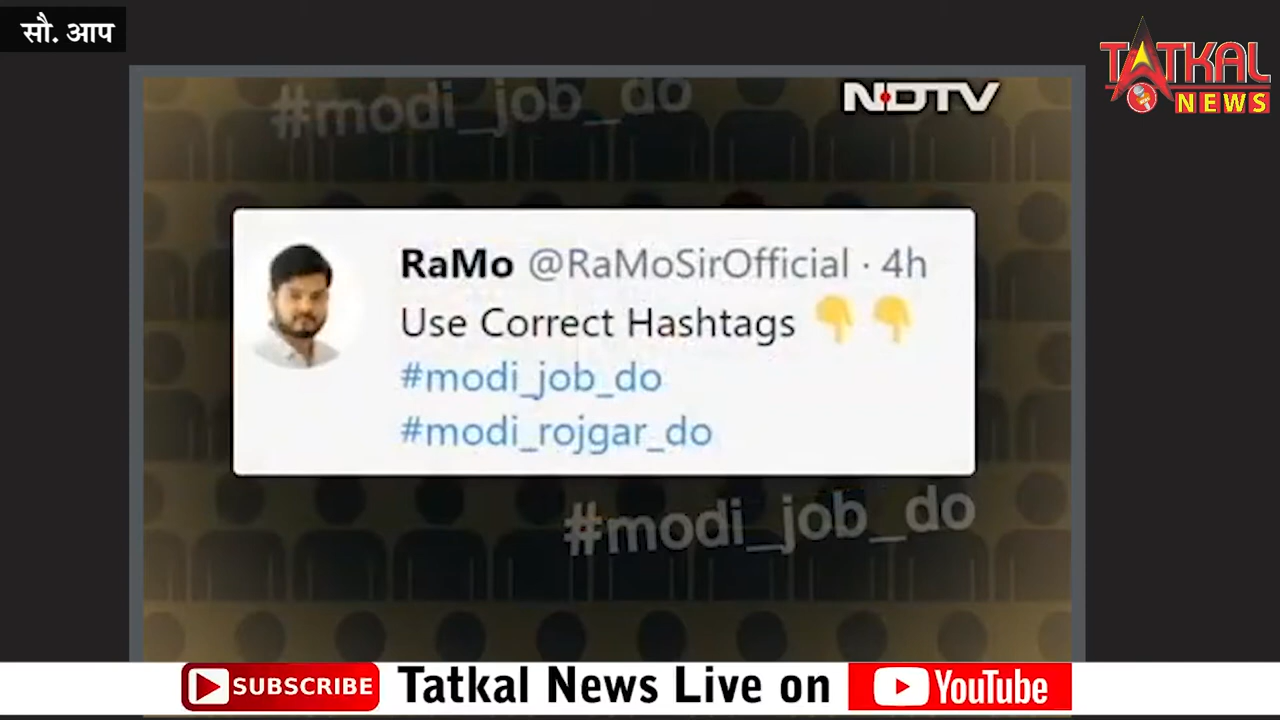 सौ. आप
TATKAL
NEWS
#modi_job_do
NDTV
RaMo @RaMoSirOfficial · 4h
Use Correct Hashtags 👇 👇
#modi_job_do
#modi_rojgar_do
#modi_job_do
SUBSCRIBE Tatkal News Live on YouTube